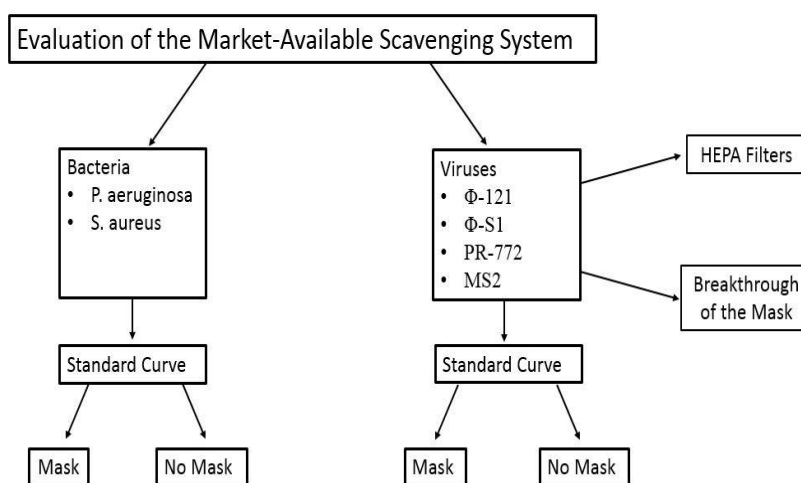 Evaluation of the Market-Available Scavenging System
Bacteria
• P. aeruginosa
• S. aureus
Viruses
• Φ-121
• Φ-S1
• PR-772
• MS2
HEPA Filters
Breakthrough
of the Mask
Standard Curve
Standard Curve
Mask
No Mask
Mask
No Mask